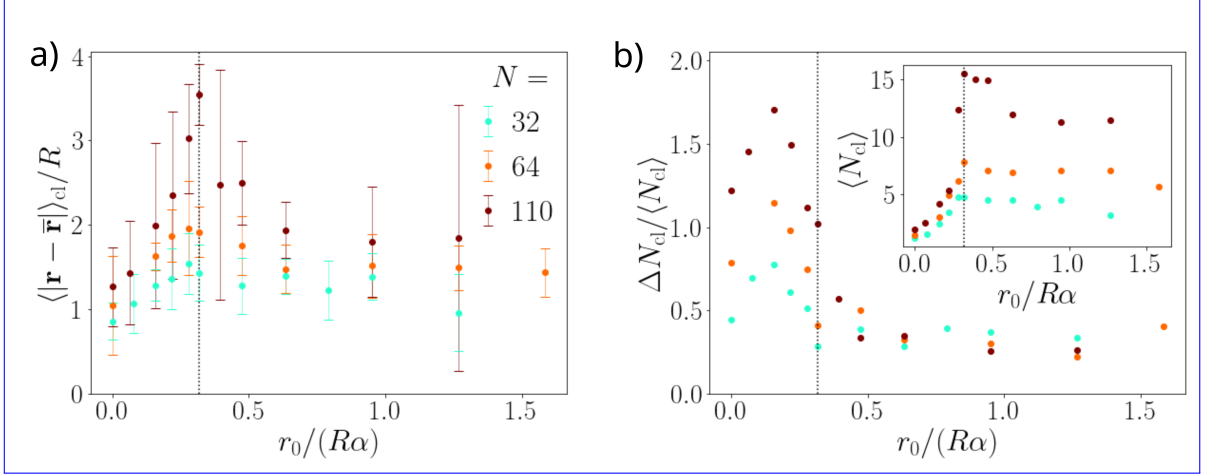 a)
4
3
2
1
0
0.0 0.5 1.0 1.5
r₀/(Rα)
⟨|𝐫 − 𝐫̅|⟩cl/R
N =
32
64
110
b)
2.0
1.5
1.0
0.5
0.0
0.0 0.5 1.0 1.5
r₀/(Rα)
ΔNcl/⟨Ncl⟩
15
10
5
0.0 0.5 1.0 1.5
r₀/Rα
⟨Ncl⟩